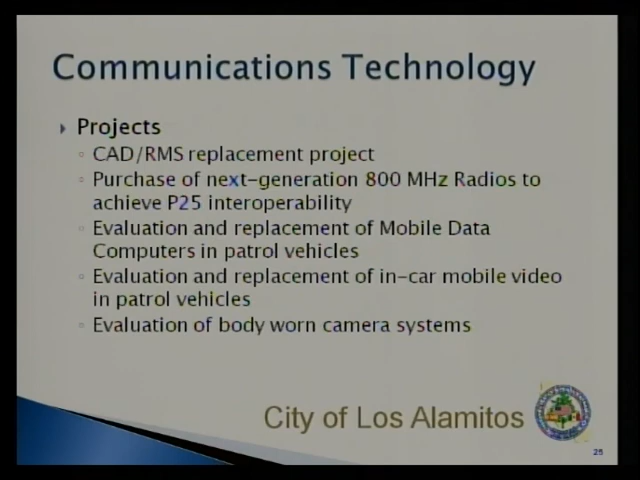 Communications Technology
Projects
CAD/RMS replacement project
Purchase of next-generation 800 MHz Radios to
achieve P25 interoperability
Evaluation and replacement of Mobile Data
Computers in patrol vehicles
Evaluation and replacement of in-car mobile video
in patrol vehicles
Evaluation of body worn camera systems
City of Los Alamitos
25